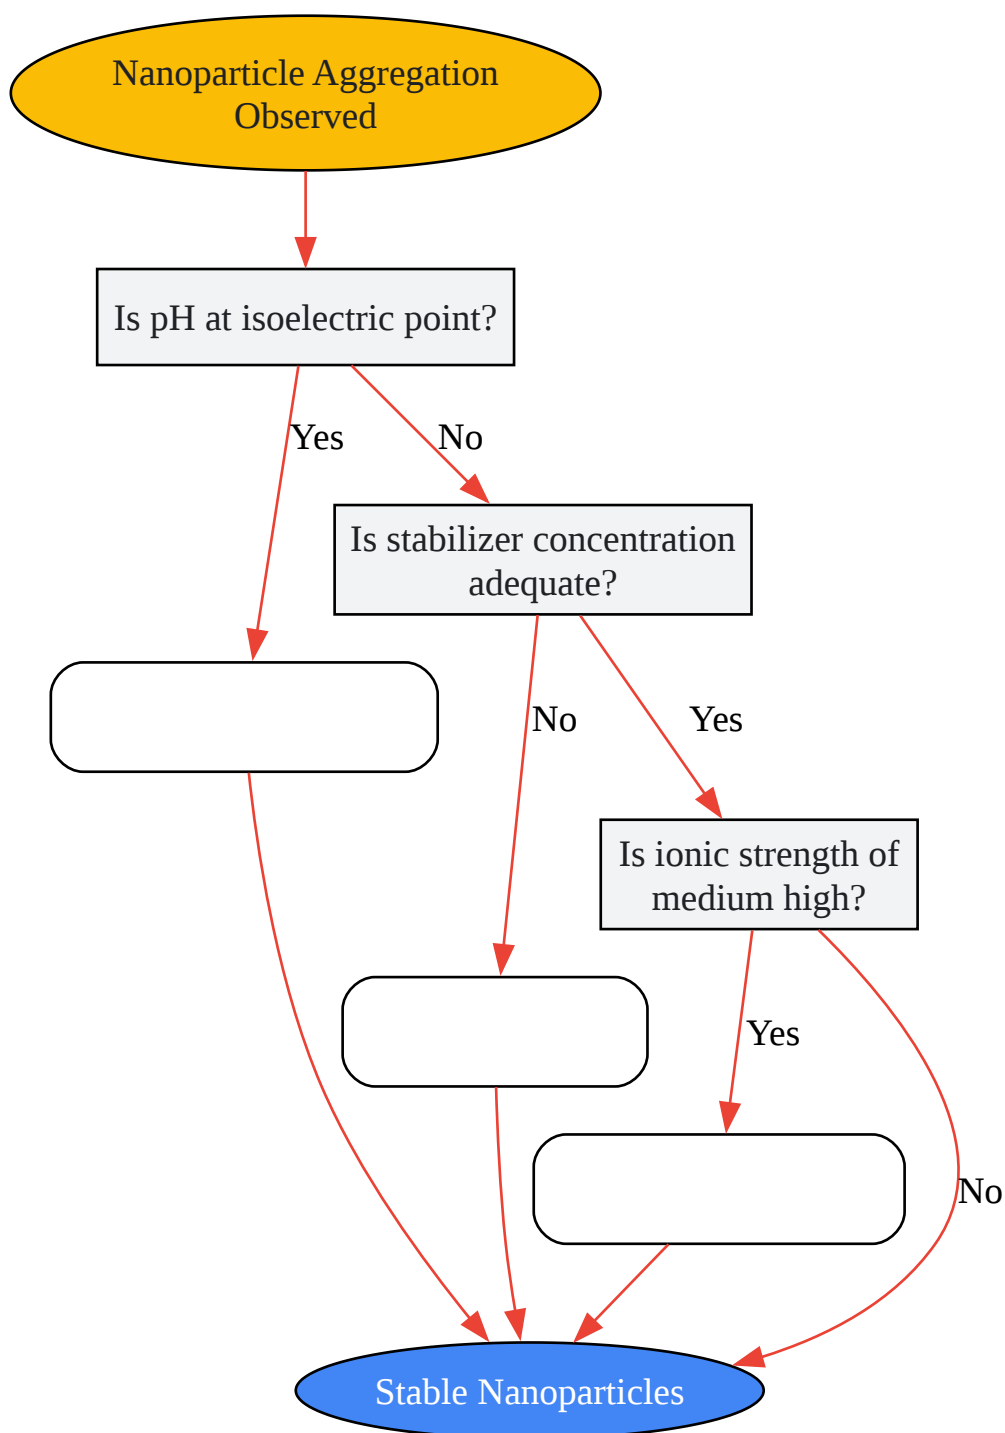 Nanoparticle Aggregation
Observed
Is pH at isoelectric point?
Yes
No
Is stabilizer concentration
adequate?
No
Yes
Is ionic strength of
medium high?
Yes
No
Stable Nanoparticles